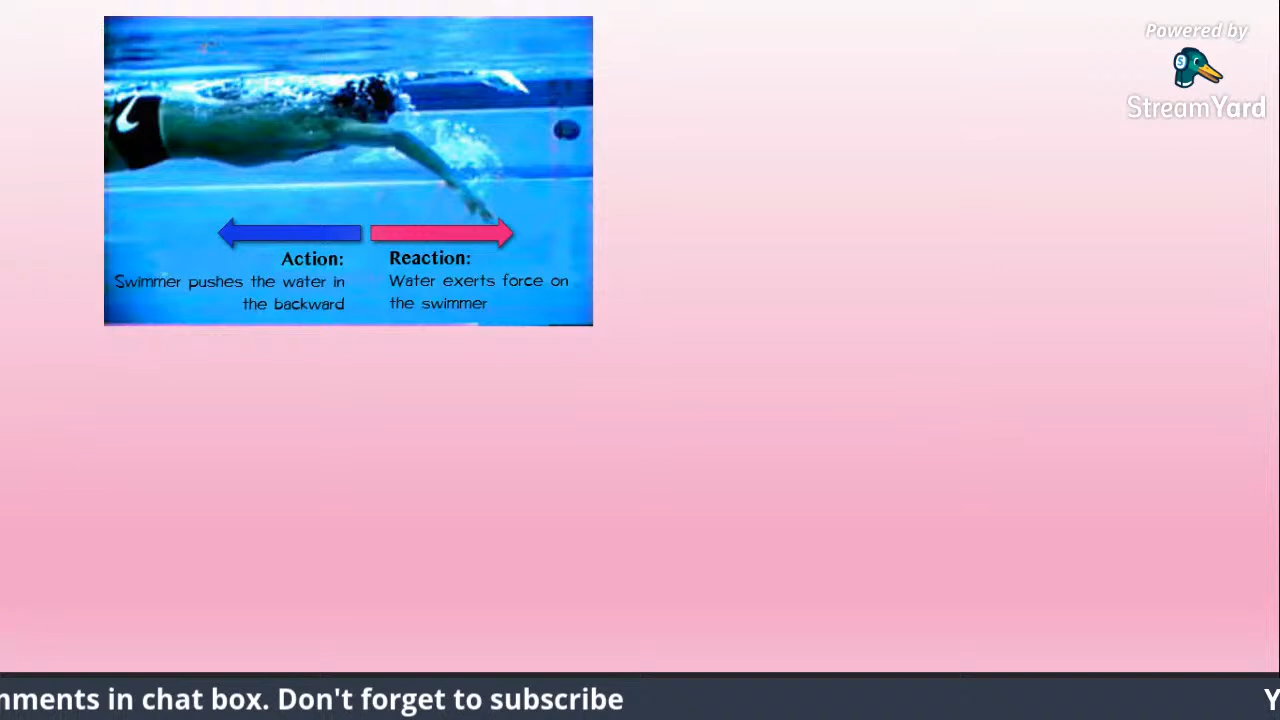 Powered by
StreamYard
Action:
Swimmer pushes the water in
the backward
Reaction:
Water exerts force on
the swimmer
in chat box. Don't forget to subscribe